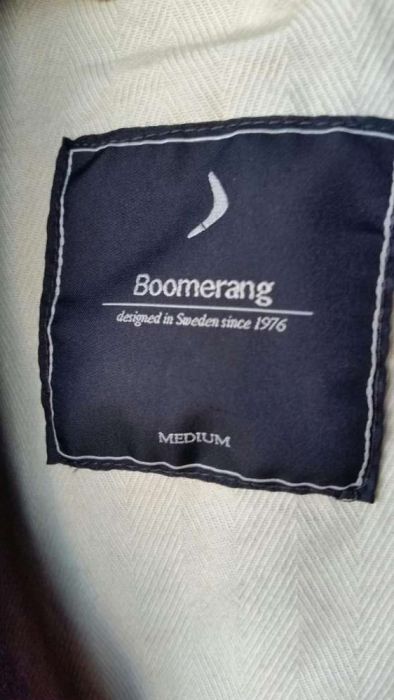 Boomerang
designed in Sweden since 1976
MEDIUM